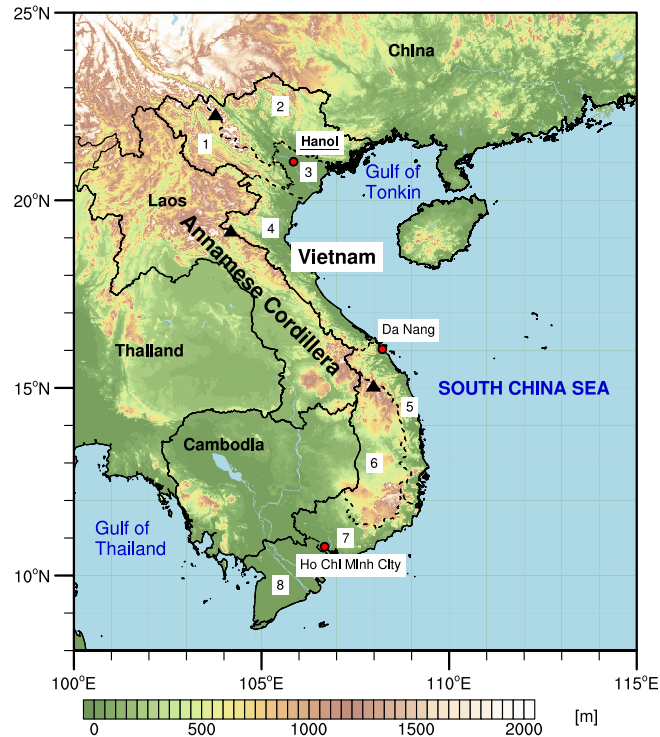 25°N
China
2
1
Hanoi
3
Gulf of
Tonkin
20°N
Laos
4
Annamese Cordillera
Vietnam
Da Nang
Thailand
15°N
SOUTH CHINA SEA
5
Cambodia
6
Gulf of
Thailand
7
Ho Chi Minh City
10°N
8
100°E
105°E
110°E
115°E
0
500
1000
1500
2000
[m]